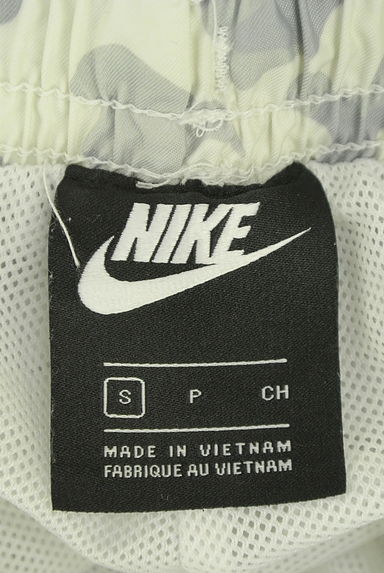 NIKE
S P CH
MADE IN VIETNAM
FABRIQUE AU VIETNAM